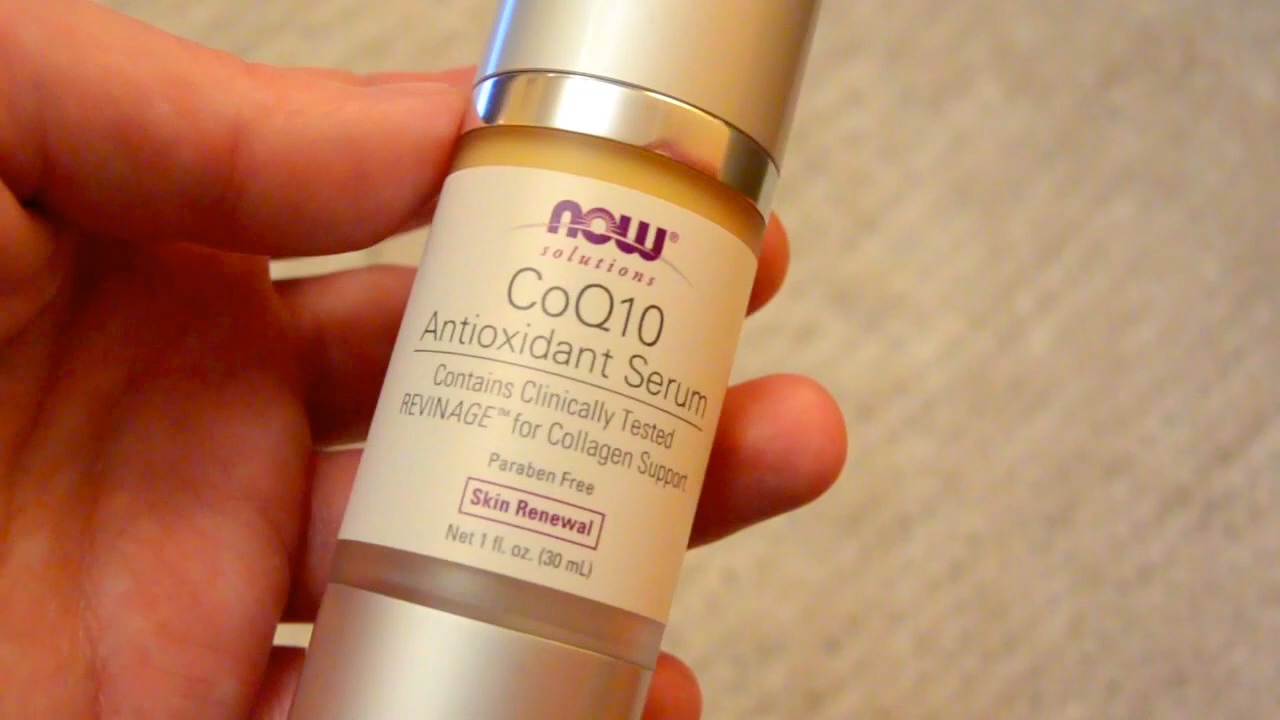 now®
solutions
CoQ10
Antioxidant Serum
Contains Clinically Tested
REVINAGE™ for Collagen Support
Paraben Free
Skin Renewal
Net 1 fl. oz. (30 mL)